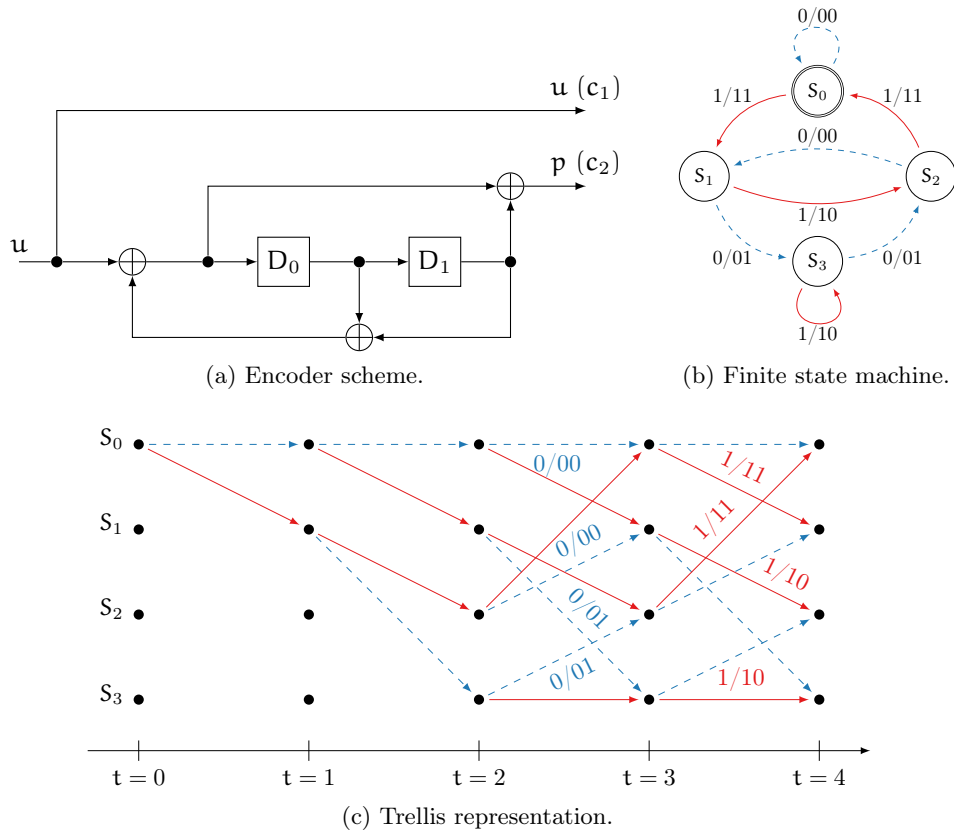 u (c₁)
p (c₂)
u
D₀
D₁
(a) Encoder scheme.
0/00
S₀
1/11
1/11
0/00
S₁
S₂
1/10
0/01
S₃
0/01
1/10
(b) Finite state machine.
S₀
0/00
1/11
S₁
0/00
1/11
1/10
S₂
0/01
S₃
0/01
1/10
t = 0
t = 1
t = 2
t = 3
t = 4
(c) Trellis representation.